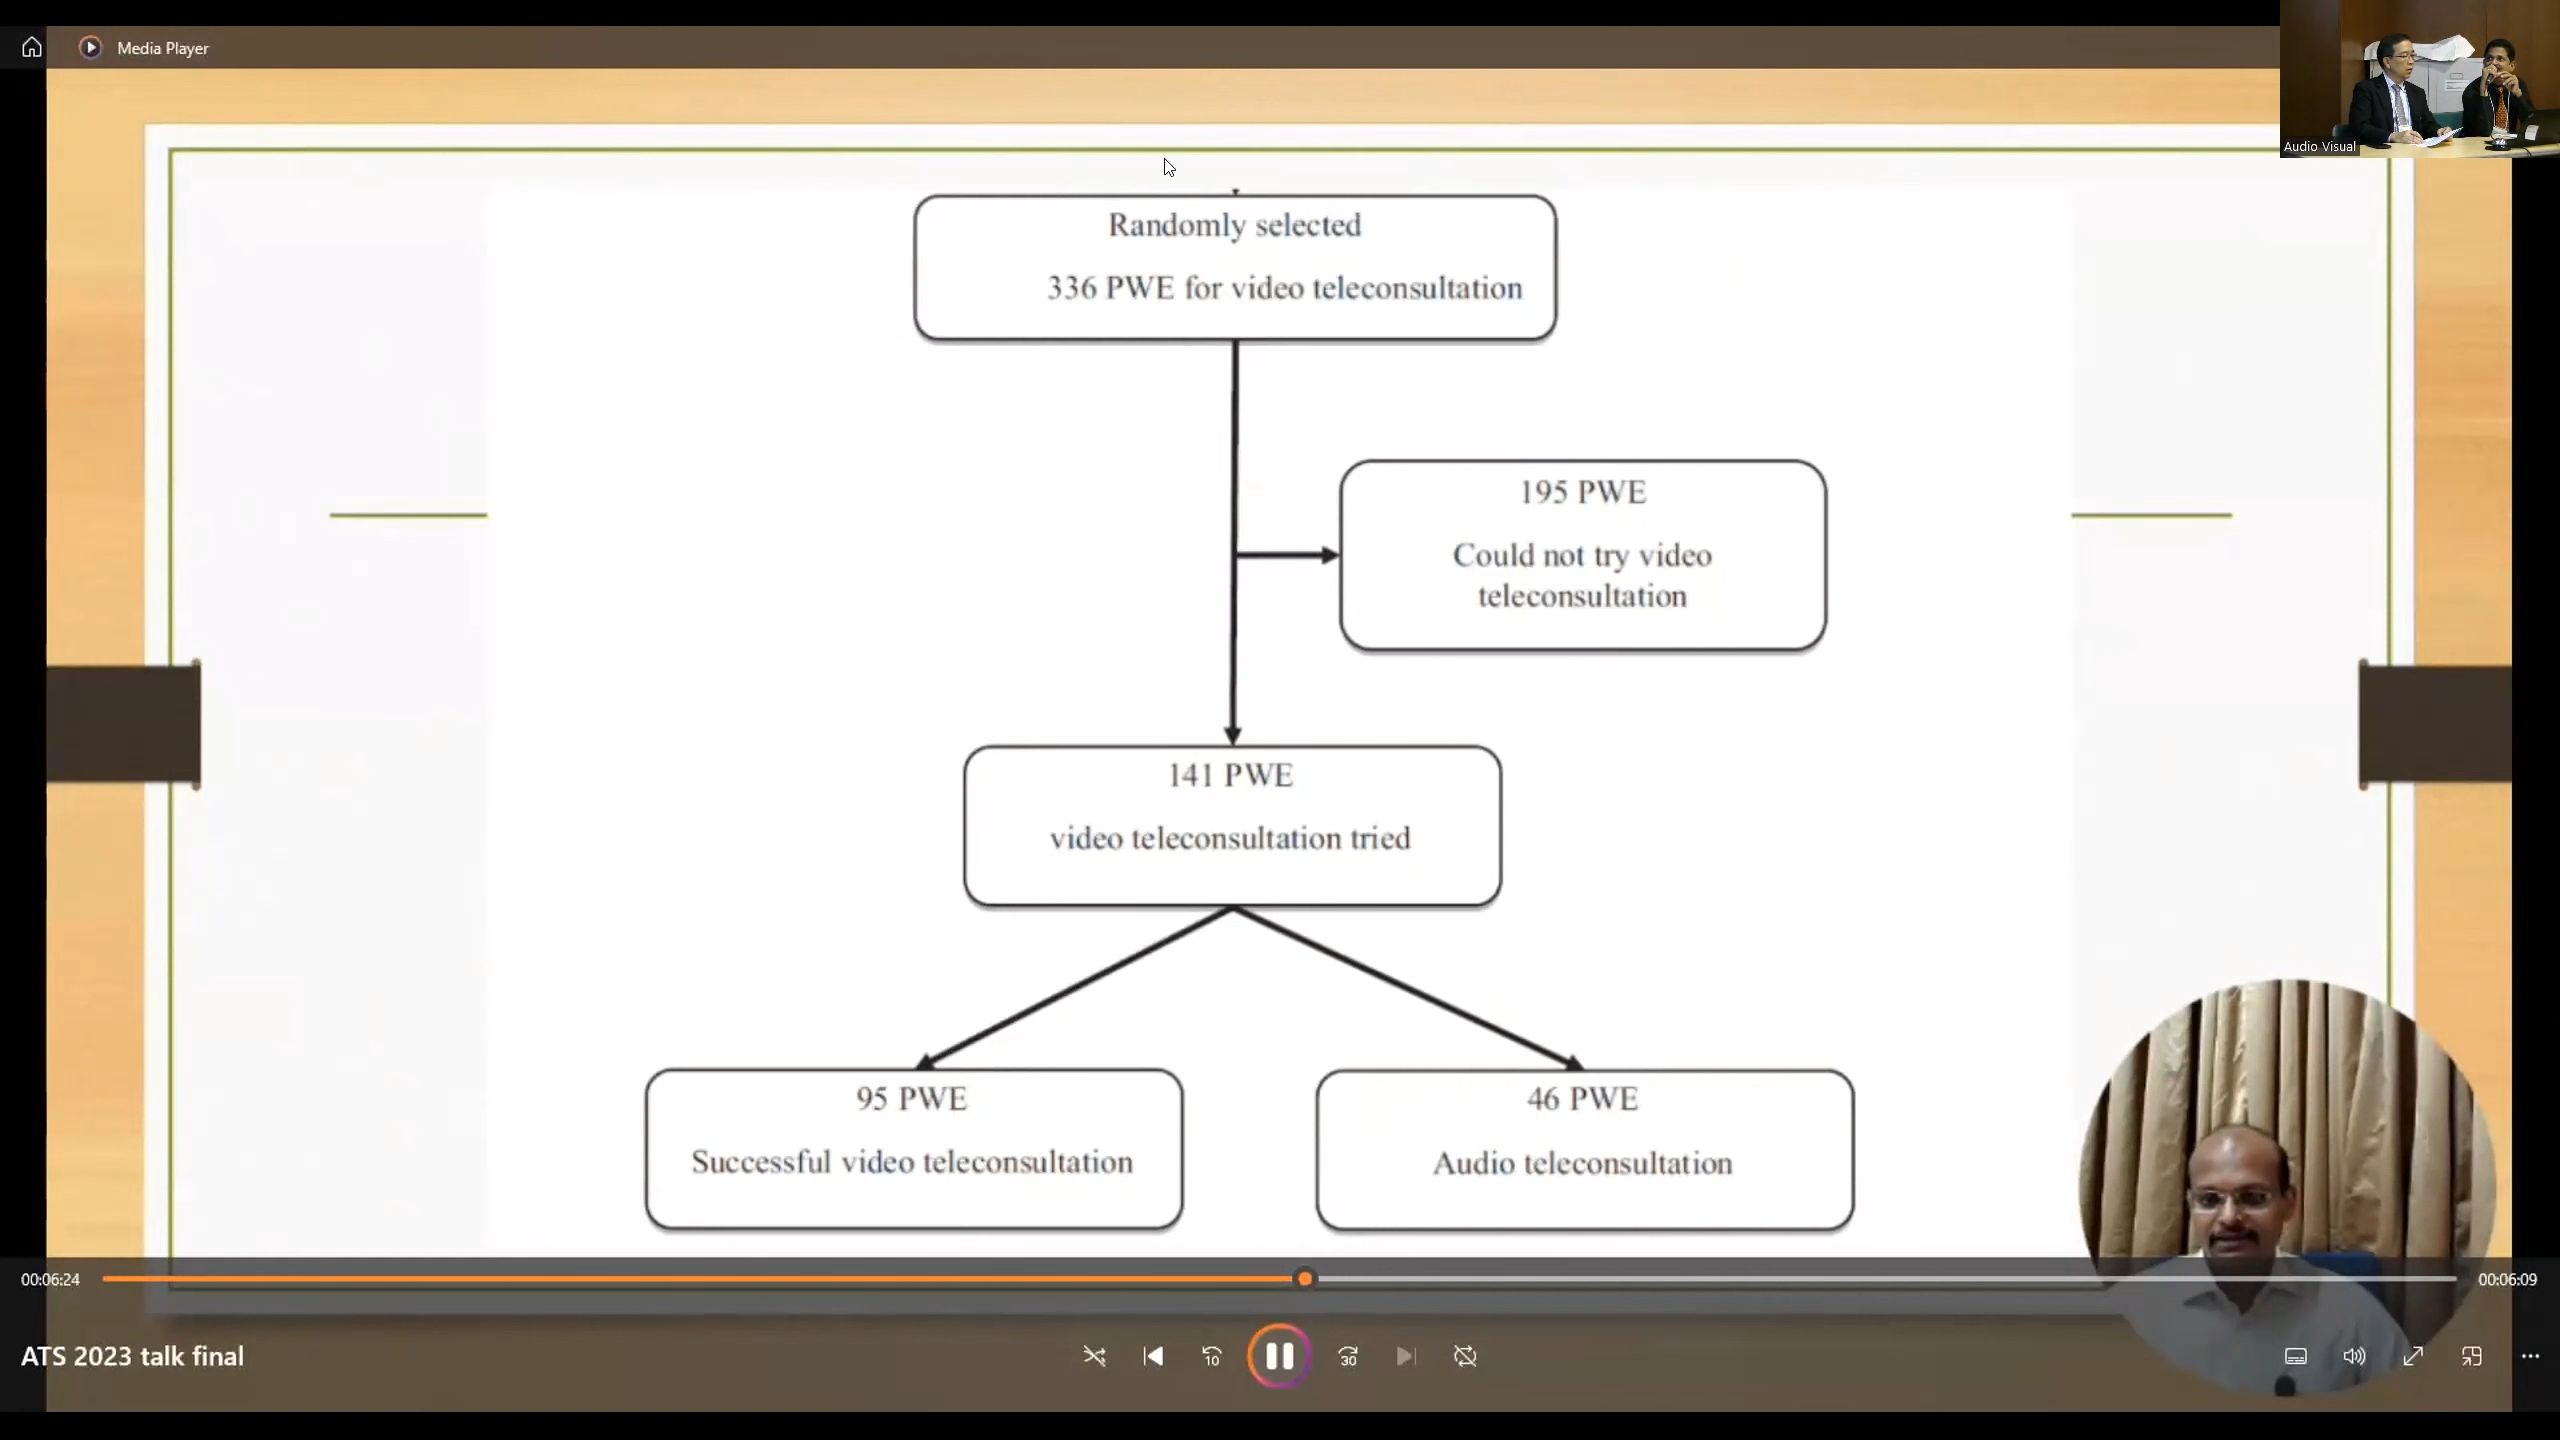 Media Player
Audio Visual
Randomly selected
336 PWE for video teleconsultation
195 PWE
Could not try video
teleconsultation
141 PWE
video teleconsultation tried
95 PWE
Successful video teleconsultation
46 PWE
Audio teleconsultation
00:06:24
00:06:09
ATS 2023 talk final
10
30